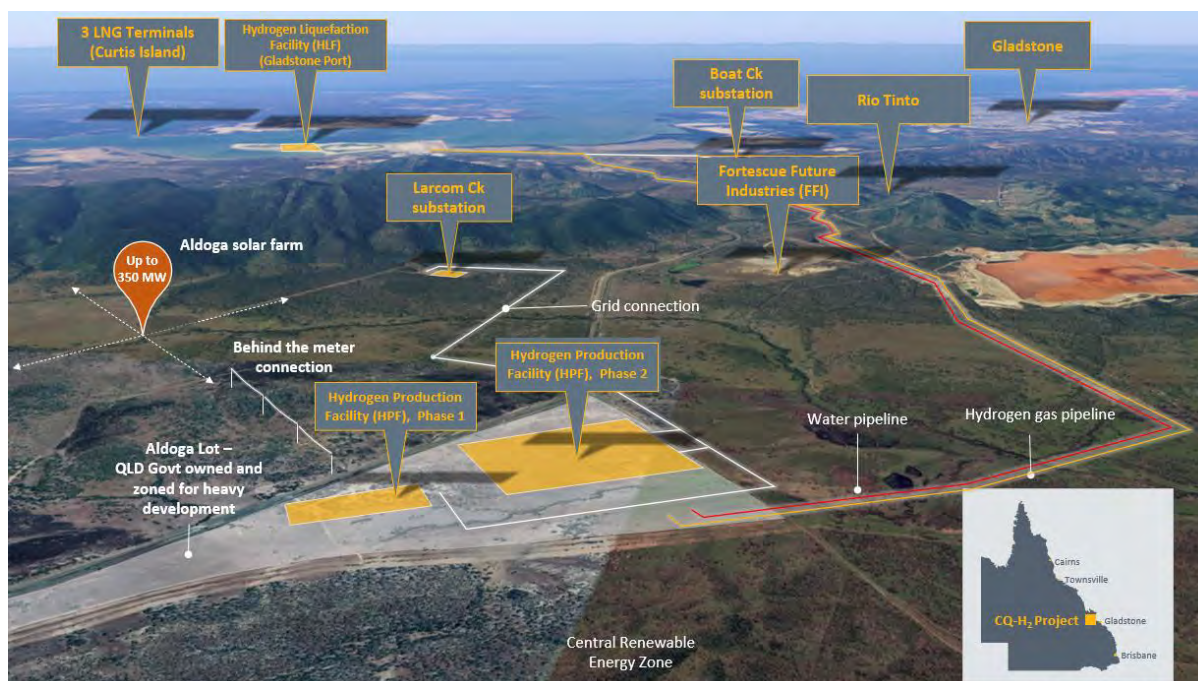 3 LNG Terminals
(Curtis Island)
Hydrogen Liquefaction
Facility (HLF)
(Gladstone Port)
Boat Ck
substation
Gladstone
Rio Tinto
Fortescue Future
Industries (FFI)
Larcom Ck
substation
Aldoga solar farm
Up to
350 MW
Grid connection
Behind the meter
connection
Hydrogen Production
Facility (HPF), Phase 2
Hydrogen Production
Facility (HPF), Phase 1
Water pipeline
Hydrogen gas pipeline
Aldoga Lot –
QLD Govt owned and
zoned for heavy
development
Central Renewable
Energy Zone
Cairns
Townsville
CQ-H₂ Project
Gladstone
Brisbane